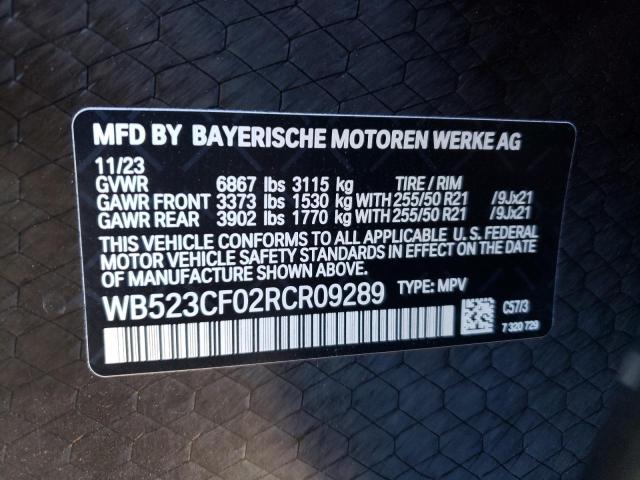 MFD BY BAYERISCHE MOTOREN WERKE AG
11/23
GVWR 6867 lbs 3115 kg TIRE / RIM
GAWR FRONT 3373 lbs 1530 kg WITH 255/50 R21 /9Jx21
GAWR REAR 3902 lbs 1770 kg WITH 255/50 R21 /9Jx21
THIS VEHICLE CONFORMS TO ALL APPLICABLE U. S. FEDERAL
MOTOR VEHICLE SAFETY STANDARDS IN EFFECT ON THE
DATE OF MANUFACTURE SHOWN ABOVE.
WB523CF02RCR09289 TYPE: MPV
C57/3
7 320 729